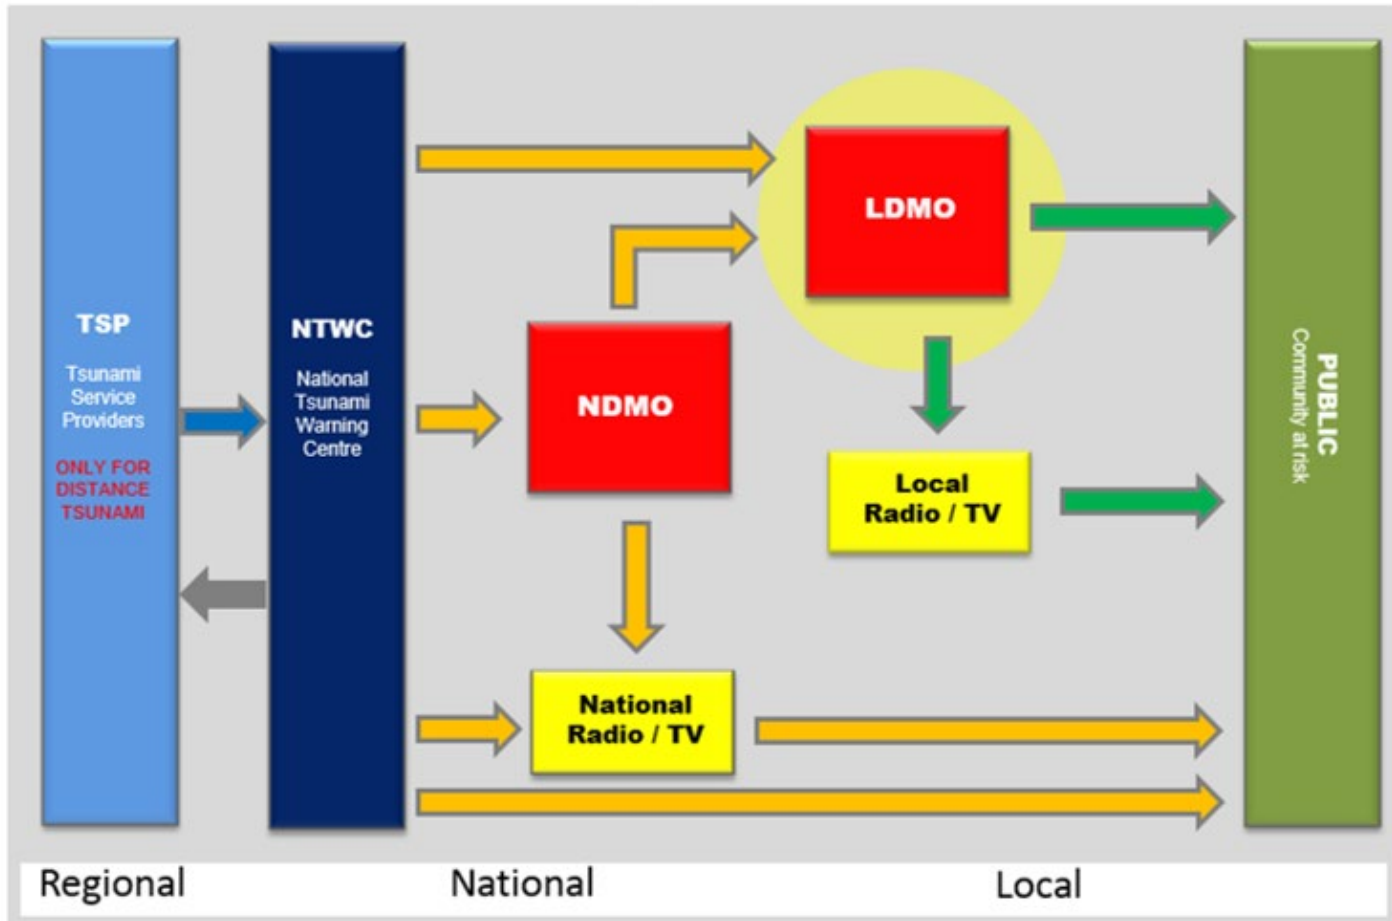 TSP
Tsunami
Service
Providers
ONLY FOR
DISTANCE
TSUNAMI
NTWC
National
Tsunami
Warning
Centre
NDMO
National
Radio / TV
LDMO
Local
Radio / TV
PUBLIC
Community at risk
Regional
National
Local